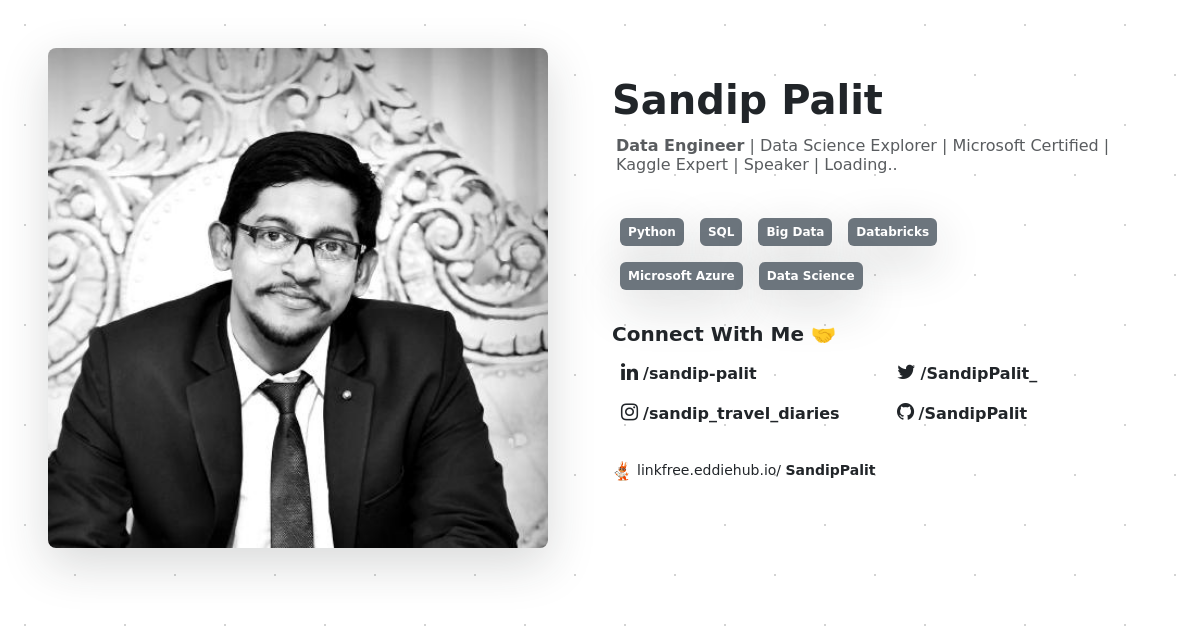 Sandip Palit
Data Engineer | Data Science Explorer | Microsoft Certified |
Kaggle Expert | Speaker | Loading..
Python SQL Big Data Databricks
Microsoft Azure Data Science
Connect With Me 🤝
/sandip-palit /SandipPalit_
/sandip_travel_diaries /SandipPalit
linkfree.eddiehub.io/ SandipPalit